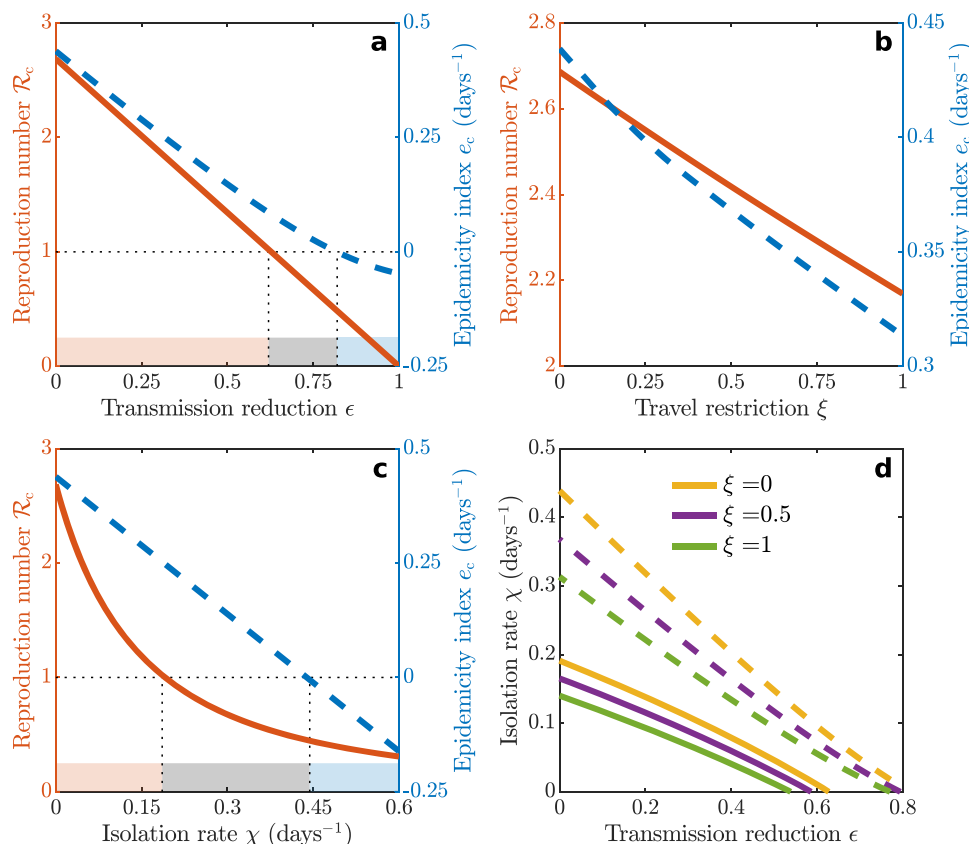 a
Reproduction number 𝓡c
3
2
1
0
0.5
0.25
0
-0.25
Epidemicity index ec (days−1)
0
0.25
0.5
0.75
1
Transmission reduction ϵ
b
Reproduction number 𝓡c
2.8
2.6
2.4
2.2
2
0.45
0.4
0.35
0.3
Epidemicity index ec (days−1)
0
0.25
0.5
0.75
1
Travel restriction ξ
c
Reproduction number 𝓡c
3
2
1
0
0.5
0.25
0
-0.25
Epidemicity index ec (days−1)
0
0.15
0.3
0.45
0.6
Isolation rate χ (days−1)
d
Isolation rate χ (days−1)
0.5
0.4
0.3
0.2
0.1
0
ξ =0
ξ =0.5
ξ =1
0
0.2
0.4
0.6
0.8
Transmission reduction ϵ